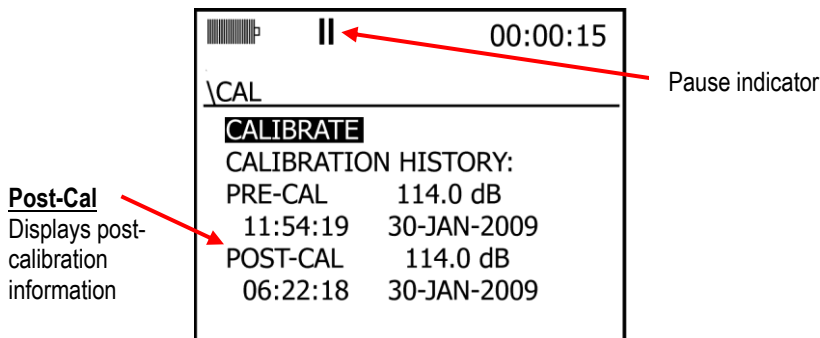 00:00:15
Pause indicator
\CAL
CALIBRATE
CALIBRATION HISTORY:
PRE-CAL 114.0 dB
11:54:19 30-JAN-2009
POST-CAL 114.0 dB
06:22:18 30-JAN-2009
Post-Cal
Displays post-
calibration
information